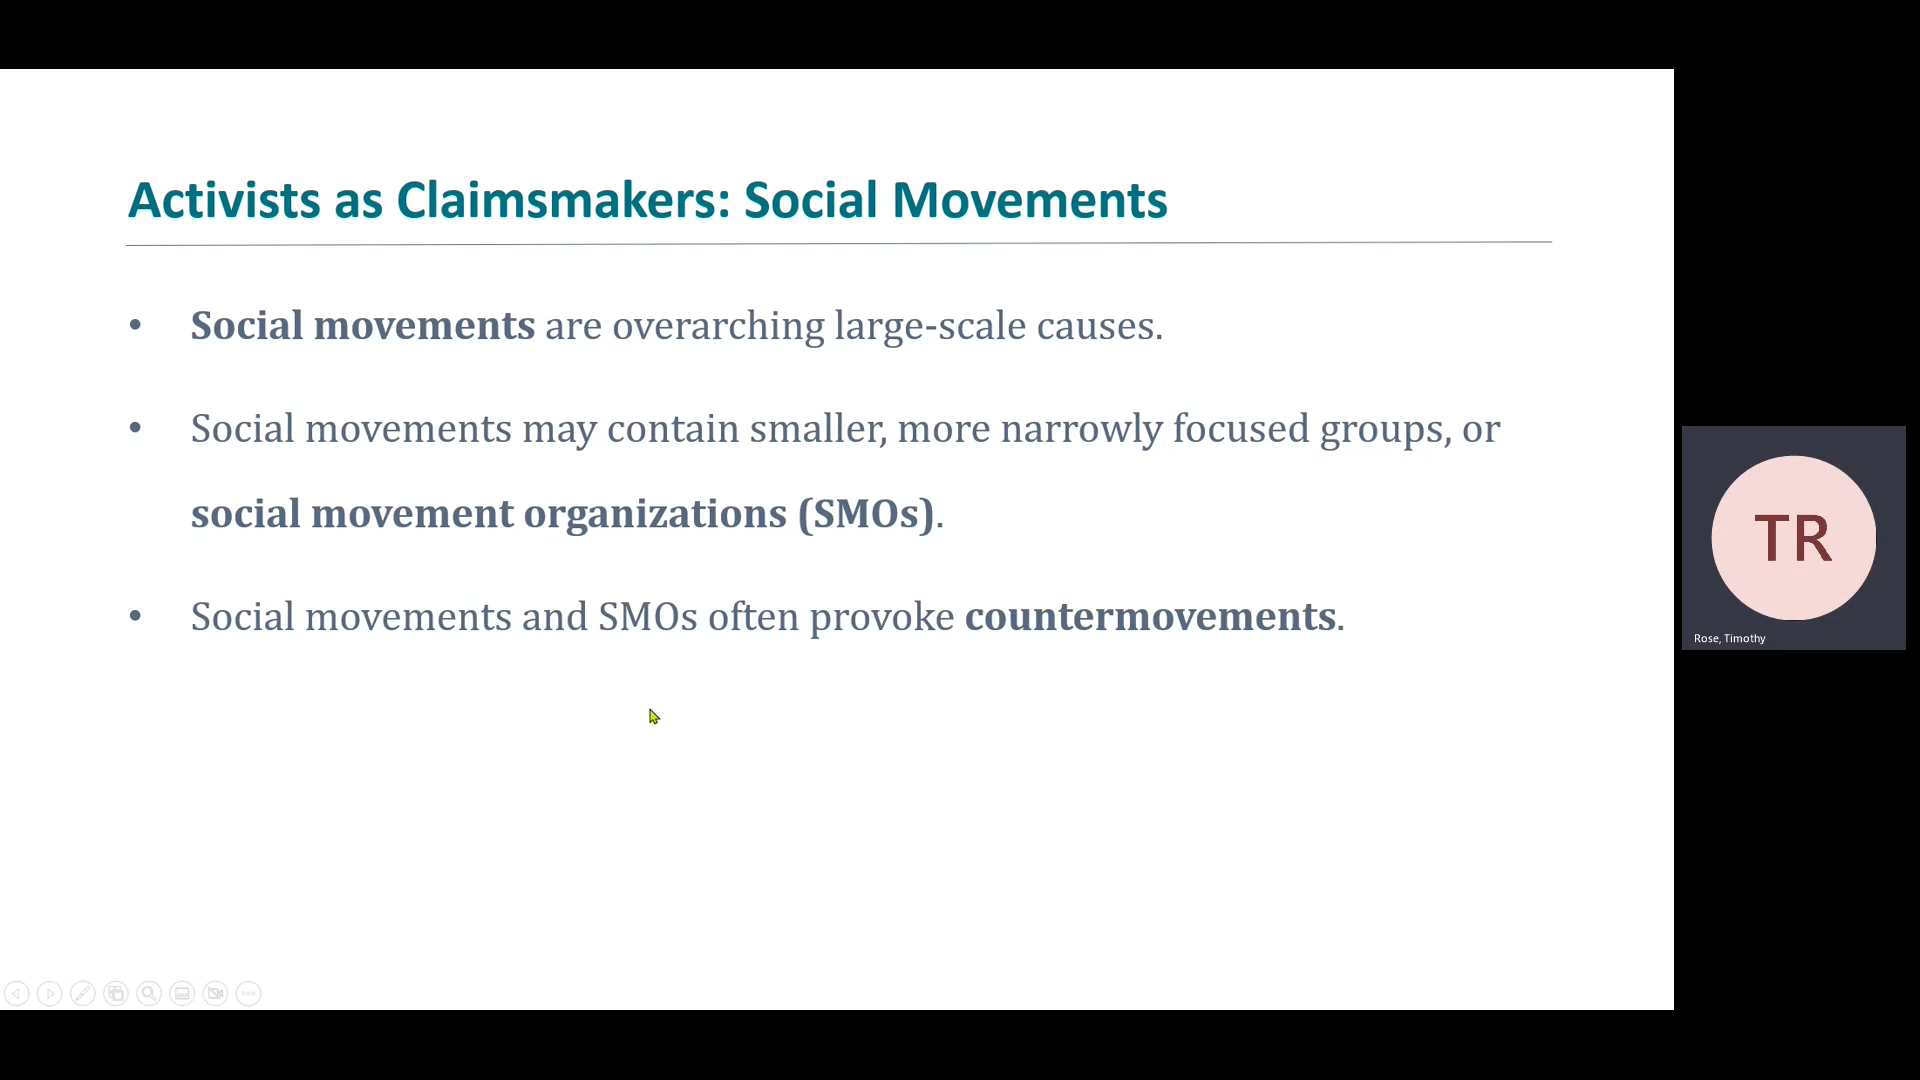 Activists as Claimsmakers: Social Movements
• Social movements are overarching large-scale causes.
• Social movements may contain smaller, more narrowly focused groups, or
social movement organizations (SMOs).
• Social movements and SMOs often provoke countermovements.
TR
Rose, Timothy